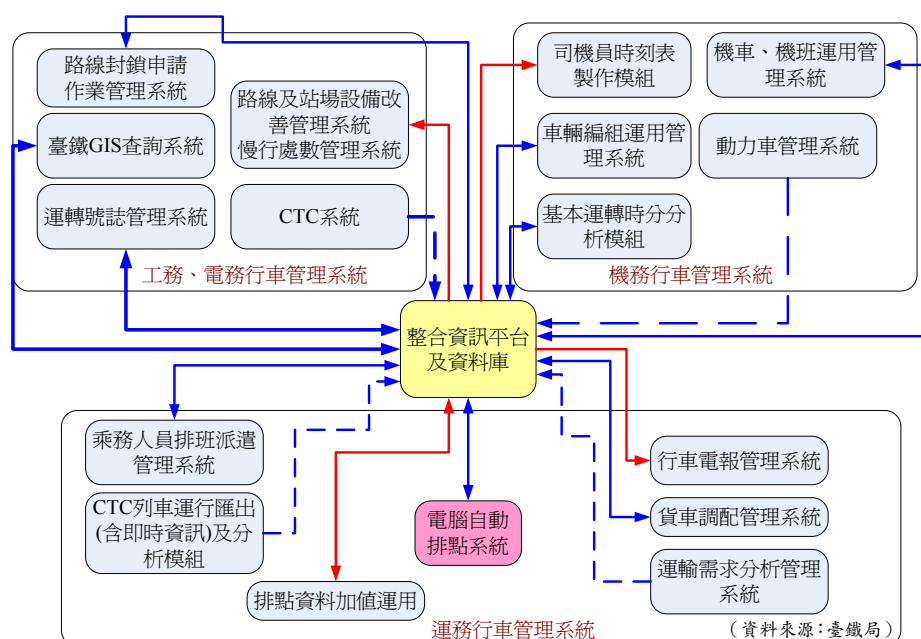 路線封鎖申請
作業管理系統
臺鐵GIS查詢系統
運轉號誌管理系統
路線及站場設備改
善管理系統
慢行處數管理系統
CTC系統
工務、電務行車管理系統
司機員時刻表
製作模組
機車、機班運用管
理系統
車輛編組運用管
理系統
動力車管理系統
基本運轉時分分
析模組
機務行車管理系統
整合資訊平台
及資料庫
乘務人員排班派遣
管理系統
CTC列車運行匯出
(含即時資訊)及分
析模組
排點資料加值運用
電腦自動
排點系統
行車電報管理系統
貨車調配管理系統
運輸需求分析管理
系統
運務行車管理系統
(資料來源:臺鐵局)